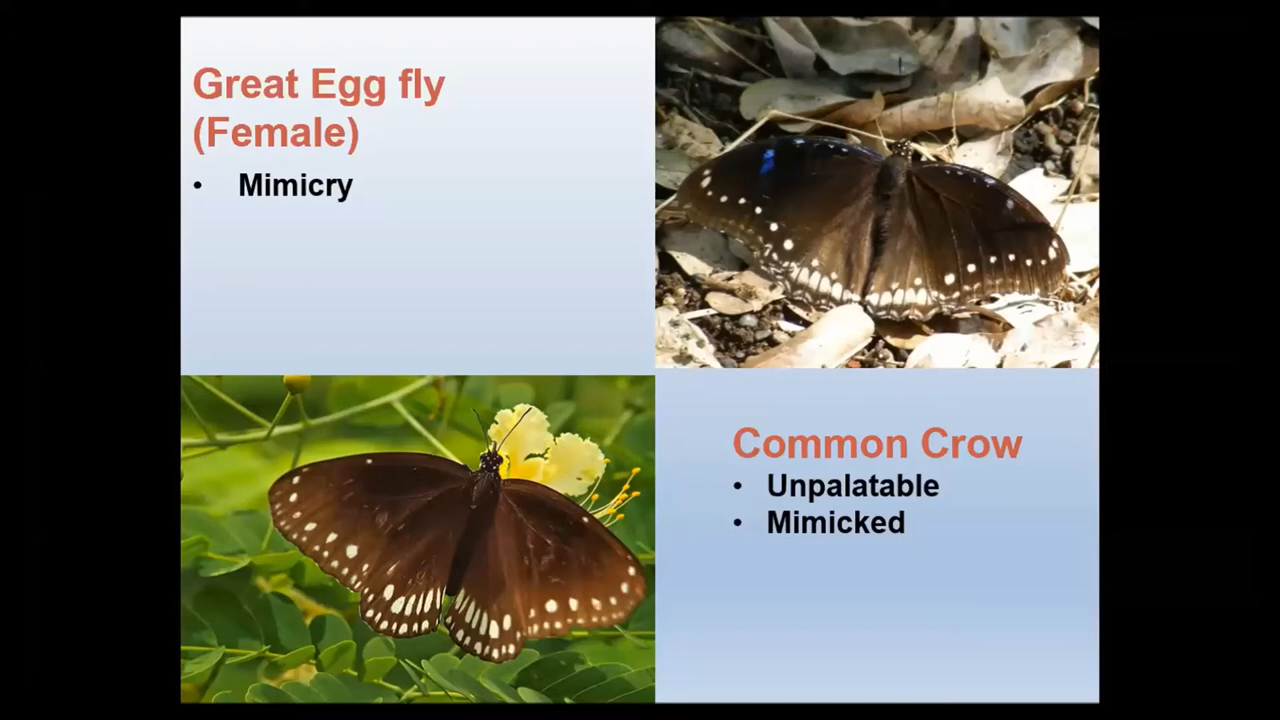 Great Egg fly
(Female)
• Mimicry
Common Crow
• Unpalatable
• Mimicked